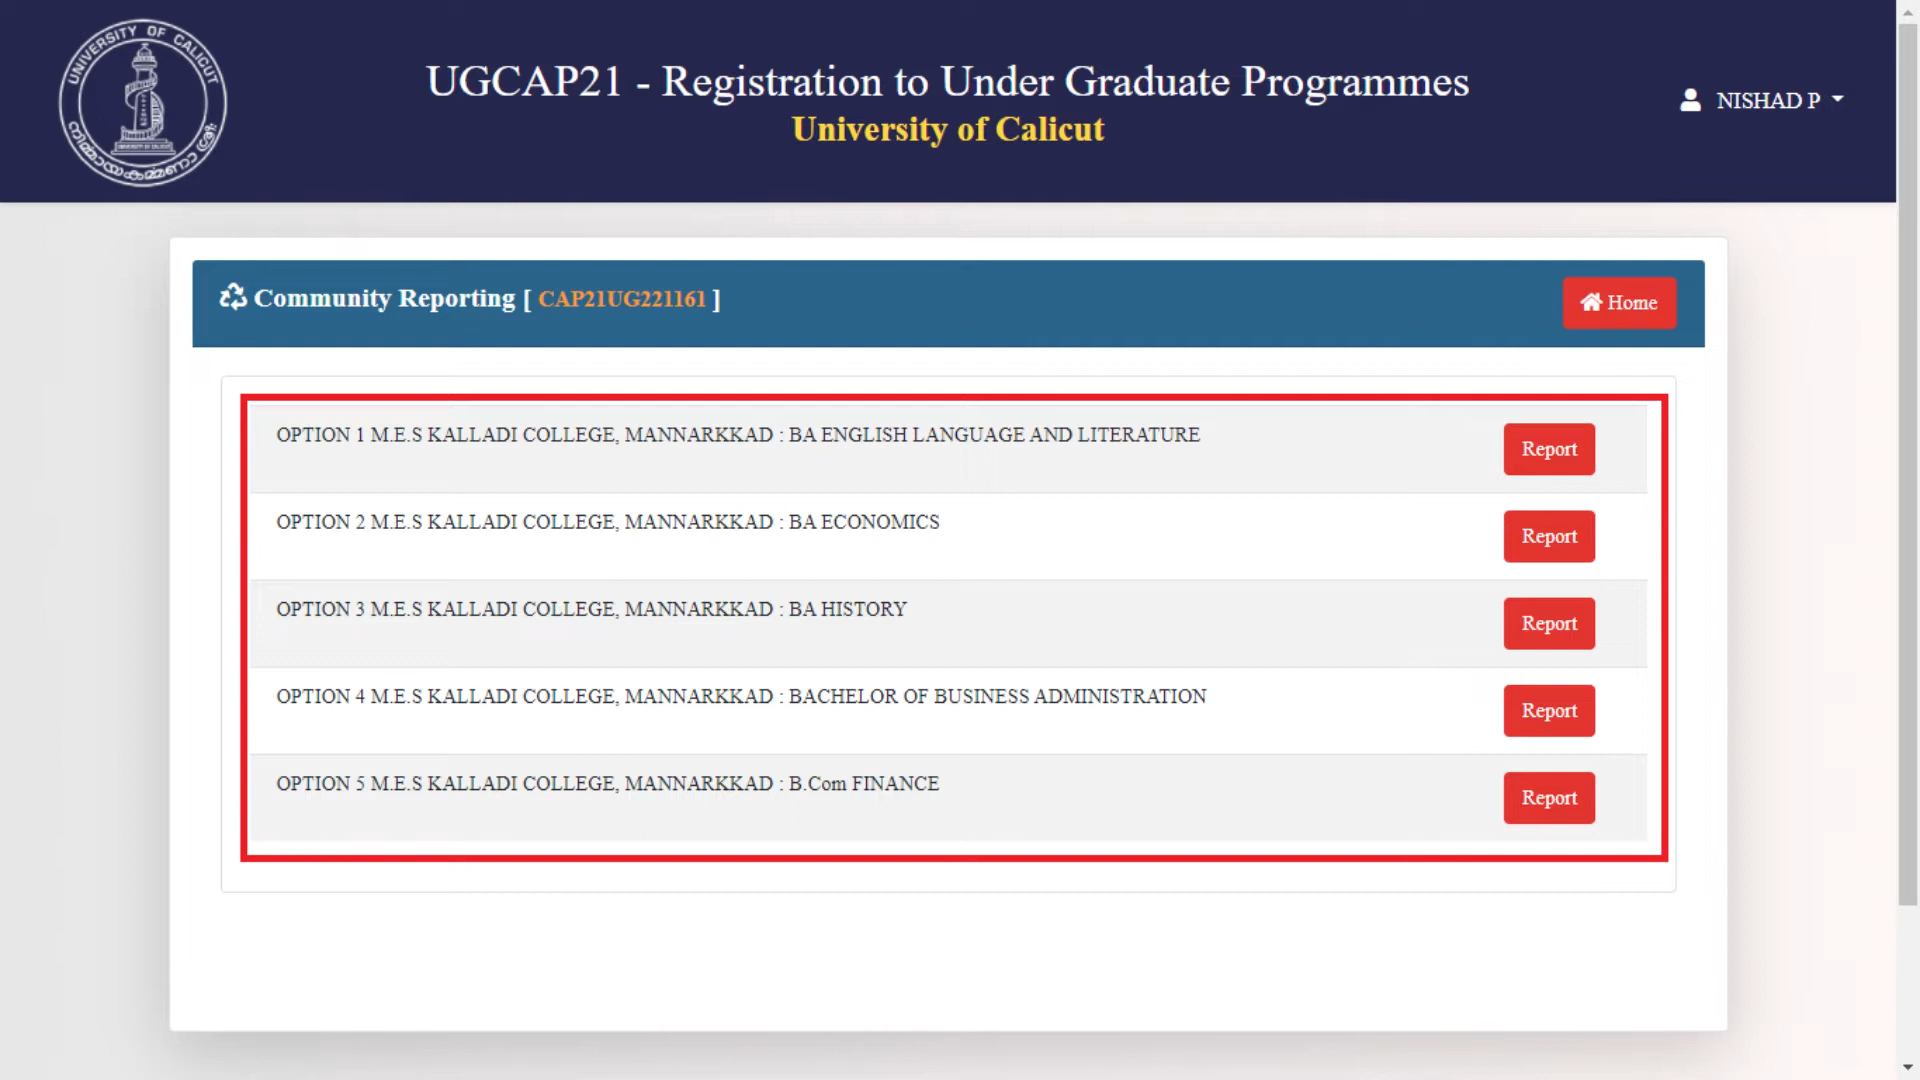 UNIVERSITY OF CALICUT
UGCAP21 - Registration to Under Graduate Programmes
University of Calicut
NISHAD P
Community Reporting [ CAP21UG221161 ]
Home
OPTION 1 M.E.S KALLADI COLLEGE, MANNARKKAD : BA ENGLISH LANGUAGE AND LITERATURE
Report
OPTION 2 M.E.S KALLADI COLLEGE, MANNARKKAD : BA ECONOMICS
Report
OPTION 3 M.E.S KALLADI COLLEGE, MANNARKKAD : BA HISTORY
Report
OPTION 4 M.E.S KALLADI COLLEGE, MANNARKKAD : BACHELOR OF BUSINESS ADMINISTRATION
Report
OPTION 5 M.E.S KALLADI COLLEGE, MANNARKKAD : B.Com FINANCE
Report